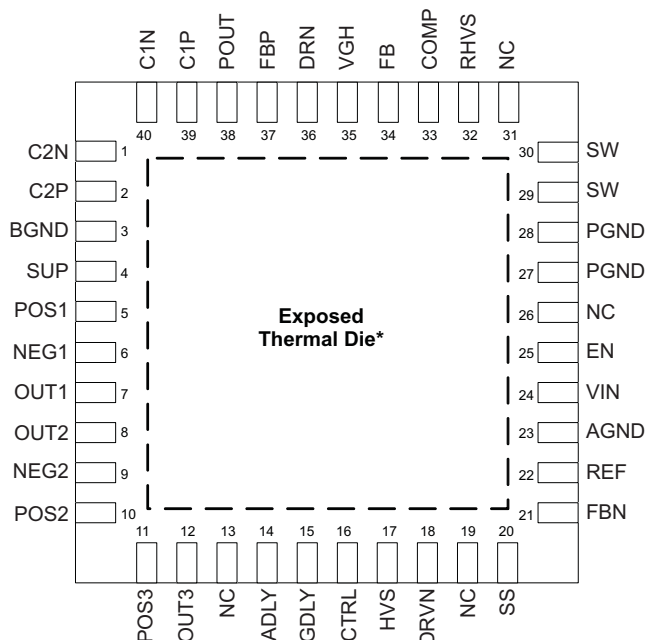 C1N C1P POUT FBP DRN VGH FB COMP RHVS NC
40 39 38 37 36 35 34 33 32 31
C2N 1 30 SW
C2P 2 29 SW
BGND 3 28 PGND
SUP 4 27 PGND
POS1 5 26 NC
NEG1 6 25 EN
OUT1 7 24 VIN
OUT2 8 23 AGND
NEG2 9 22 REF
POS2 10 21 FBN
Exposed
Thermal Die*
11 12 13 14 15 16 17 18 19 20
POS3 OUT3 NC ADLY GDLY CTRL HVS DRVN NC SS